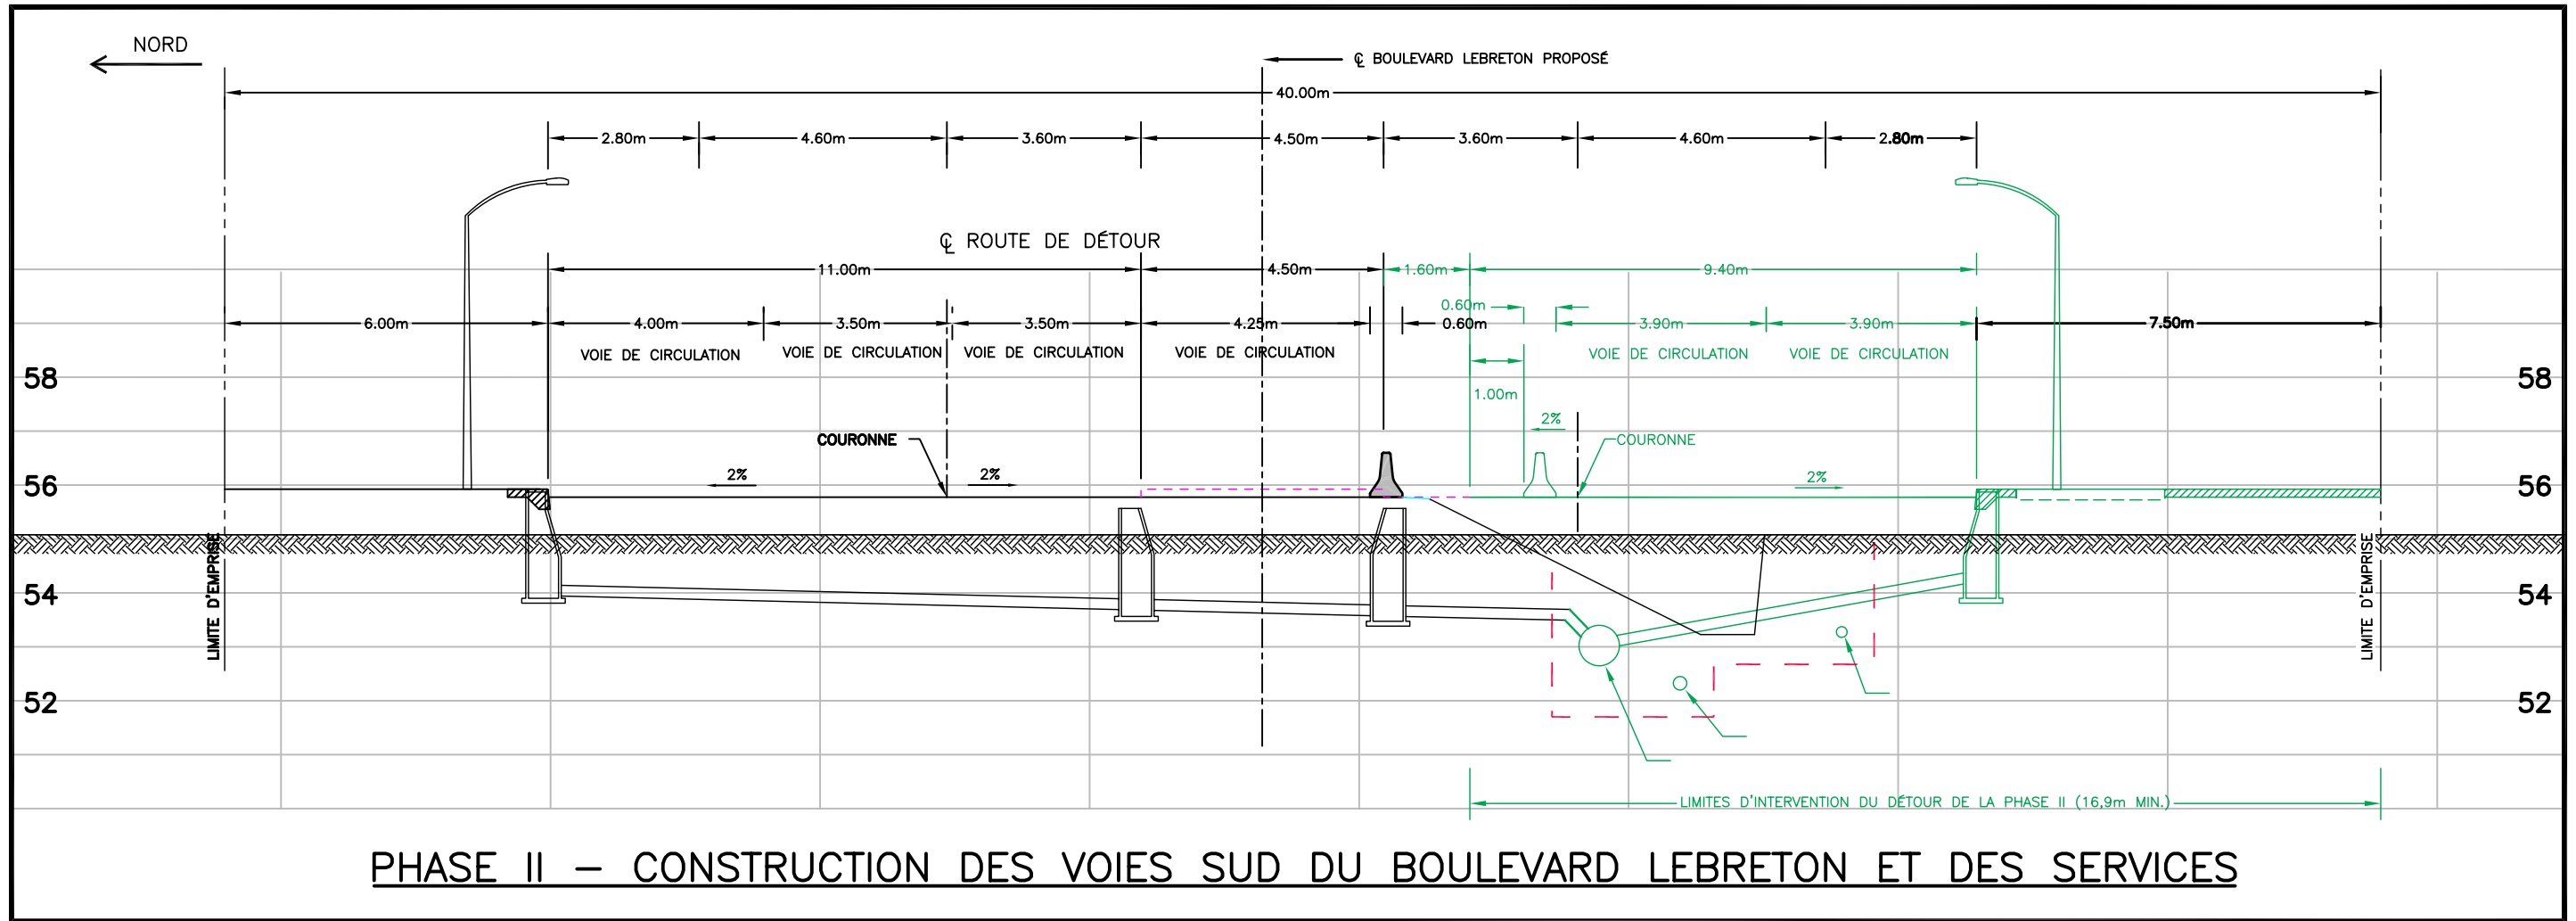 NORD
℄ BOULEVARD LEBRETON PROPOSÉ
40.00m
2.80m 4.60m 3.60m 4.50m 3.60m 4.60m 2.80m
℄ ROUTE DE DÉTOUR
11.00m 4.50m 1.60m 9.40m
0.60m
6.00m 4.00m 3.50m 3.50m 4.25m 0.60m 3.90m 3.90m 7.50m
VOIE DE CIRCULATION VOIE DE CIRCULATION VOIE DE CIRCULATION VOIE DE CIRCULATION VOIE DE CIRCULATION VOIE DE CIRCULATION
58 58
1.00m
2%
COURONNE COURONNE
2% 2% 2%
56 56
LIMITE D'EMPRISE LIMITE D'EMPRISE
54 54
52 52
LIMITES D'INTERVENTION DU DÉTOUR DE LA PHASE II (16,9m MIN.)
PHASE II – CONSTRUCTION DES VOIES SUD DU BOULEVARD LEBRETON ET DES SERVICES